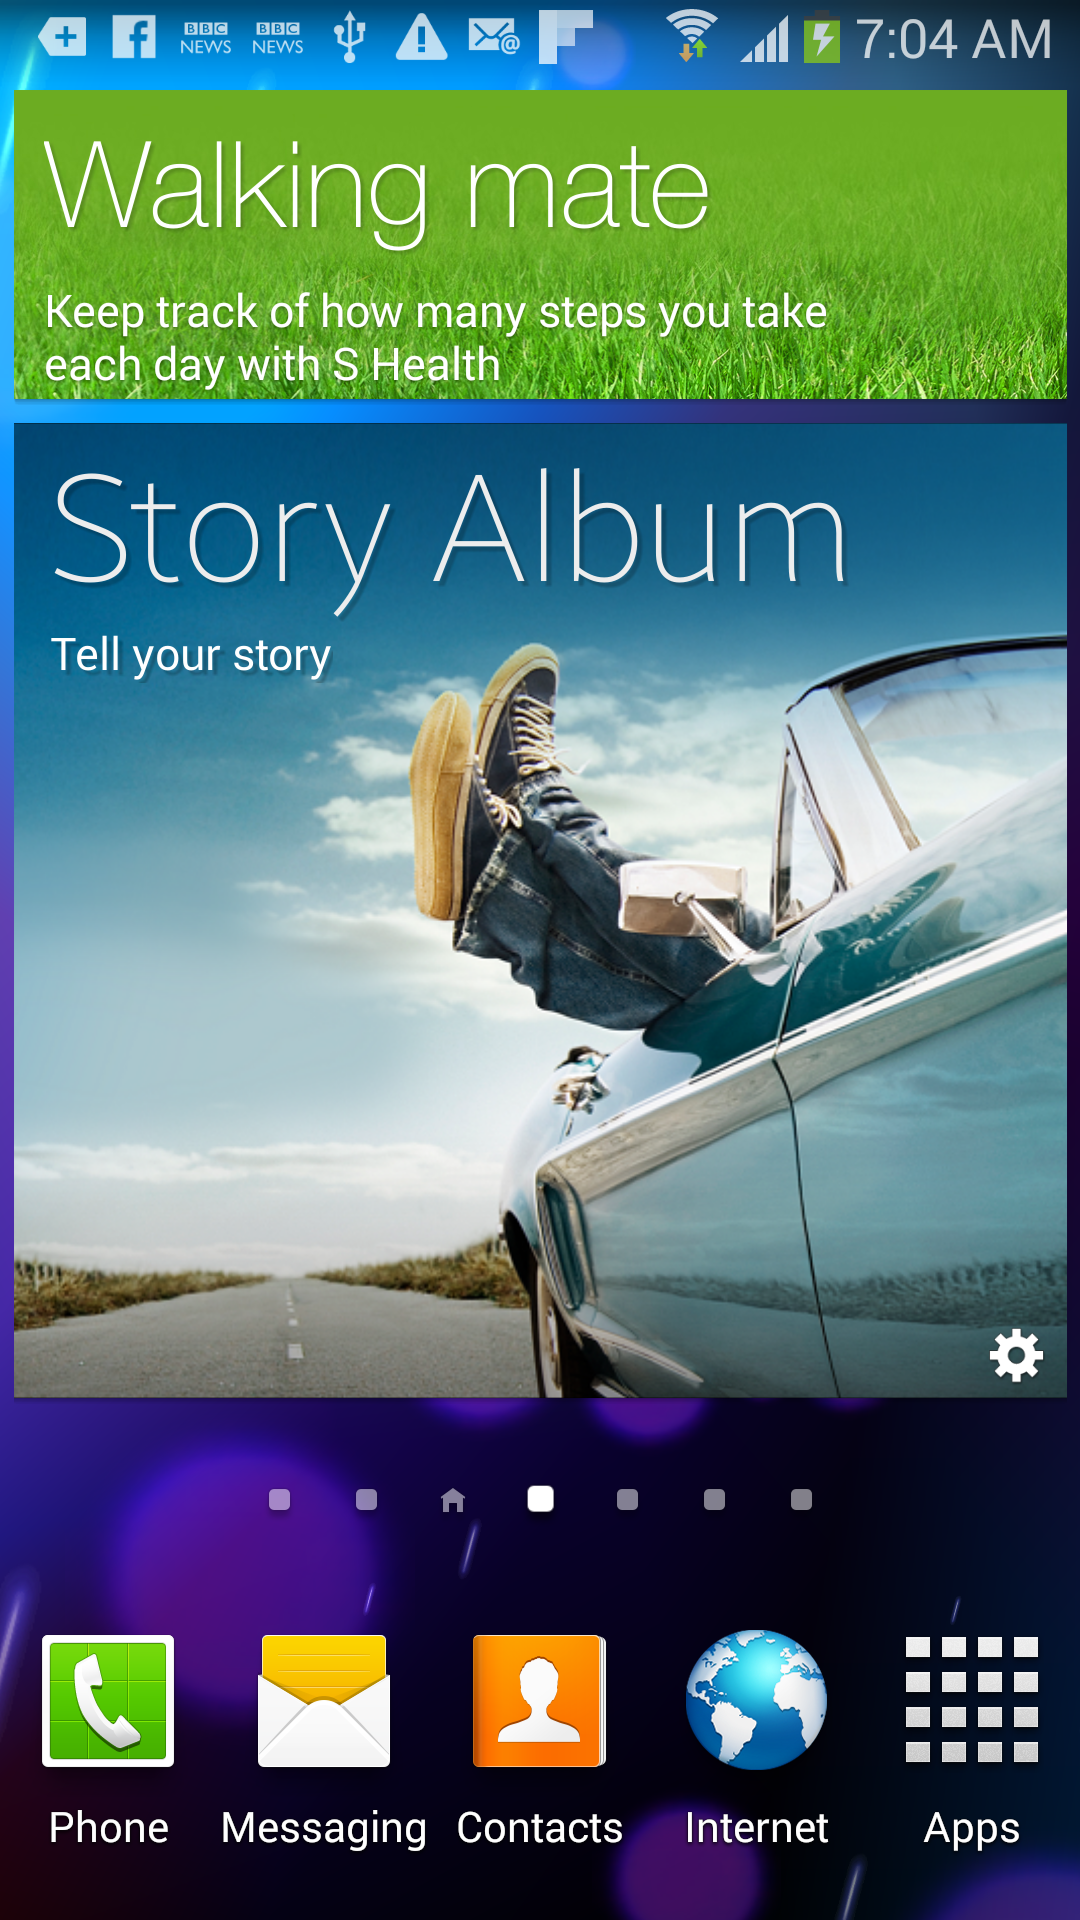 BBC NEWS BBC NEWS 7:04 AM
Walking mate
Keep track of how many steps you take
each day with S Health
Story Album
Tell your story
Phone Messaging Contacts Internet Apps